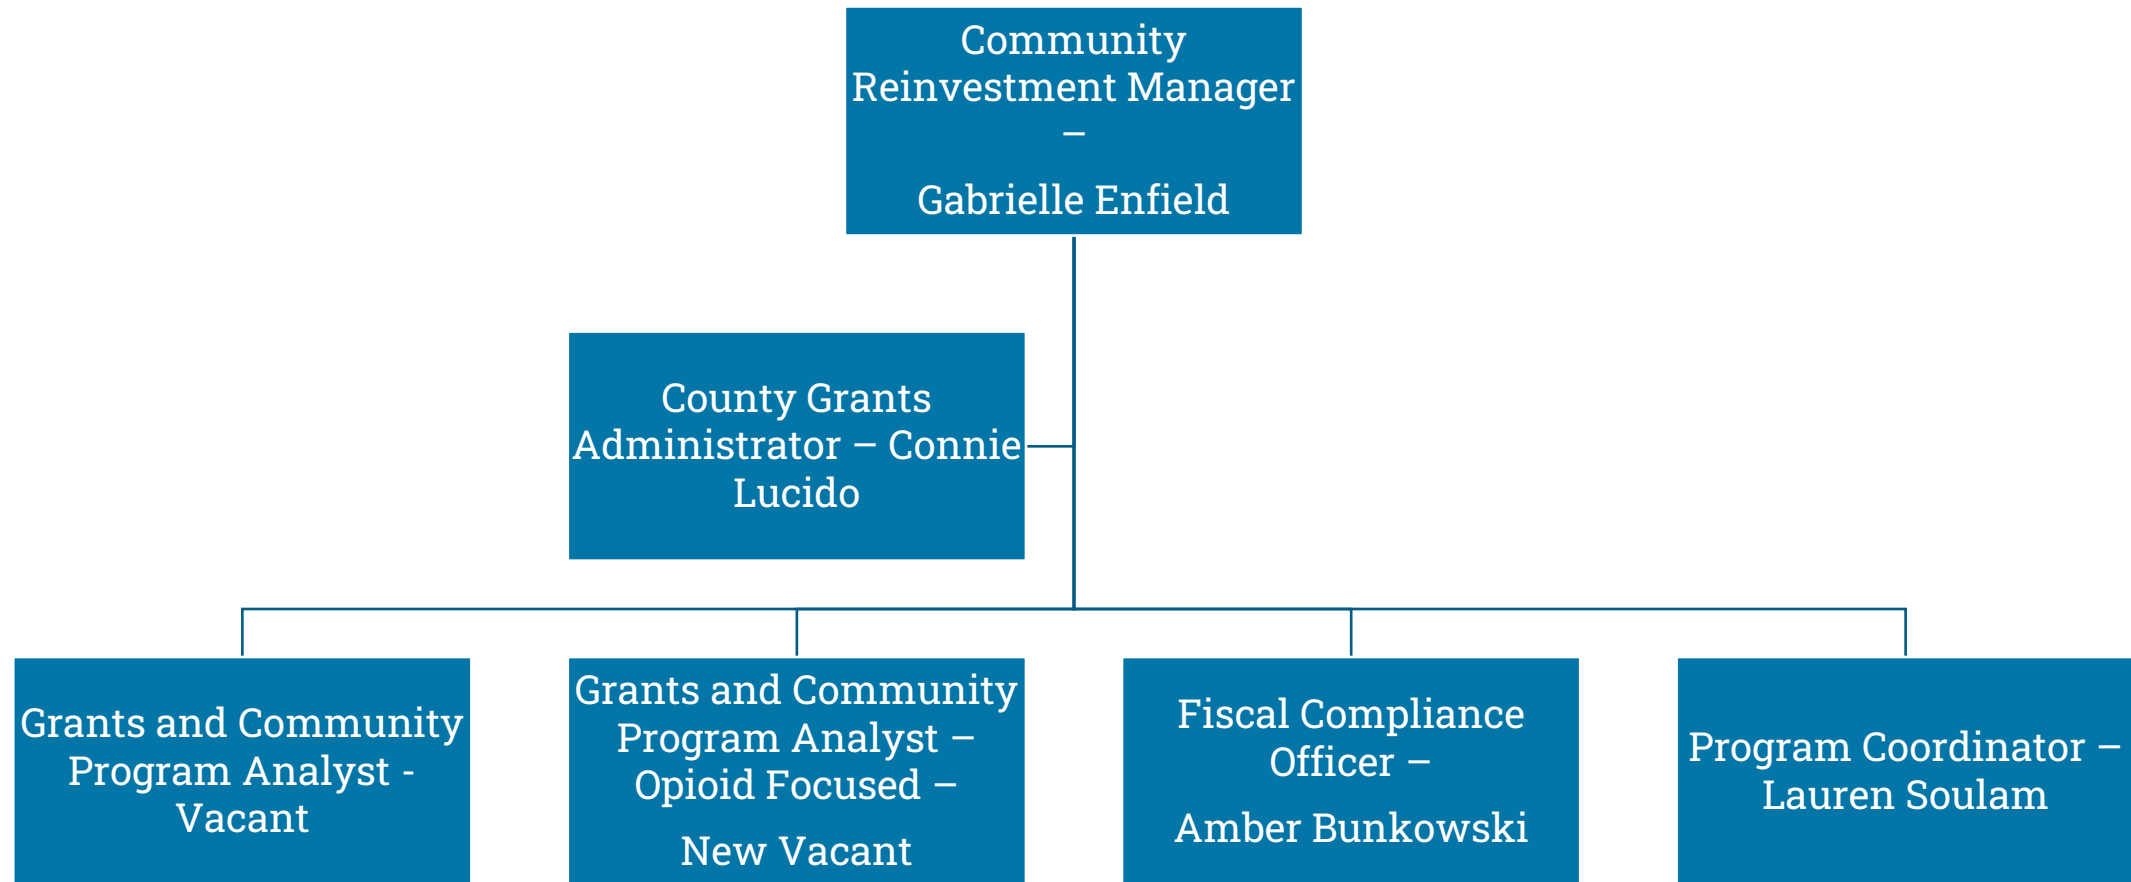 Community
Reinvestment Manager
–
Gabrielle Enfield
County Grants
Administrator – Connie
Lucido
Grants and Community
Program Analyst -
Vacant
Grants and Community
Program Analyst –
Opioid Focused –
New Vacant
Fiscal Compliance
Officer –
Amber Bunkowski
Program Coordinator –
Lauren Soulam